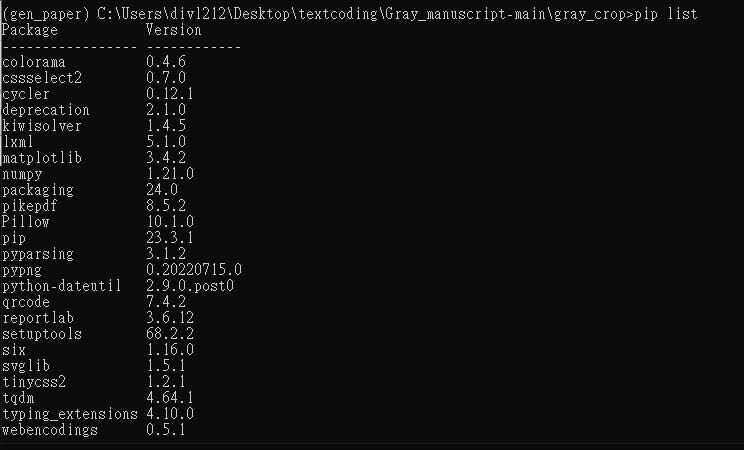 (gen_paper) C:\Users\divl212\Desktop\textcoding\Gray_manuscript-main\gray_crop>pip list
Package           Version
----------------- ------------
colorama          0.4.6
cssselect2        0.7.0
cycler            0.12.1
deprecation       2.1.0
kiwisolver        1.4.5
lxml              5.1.0
matplotlib        3.4.2
numpy             1.21.0
packaging         24.0
pikepdf           8.5.2
Pillow            10.1.0
pip               23.3.1
pyparsing         3.1.2
pypng             0.20220715.0
python-dateutil   2.9.0.post0
qrcode            7.4.2
reportlab         3.6.12
setuptools        68.2.2
six               1.16.0
svglib            1.5.1
tinycss2          1.2.1
tqdm              4.64.1
typing_extensions 4.10.0
webencodings      0.5.1